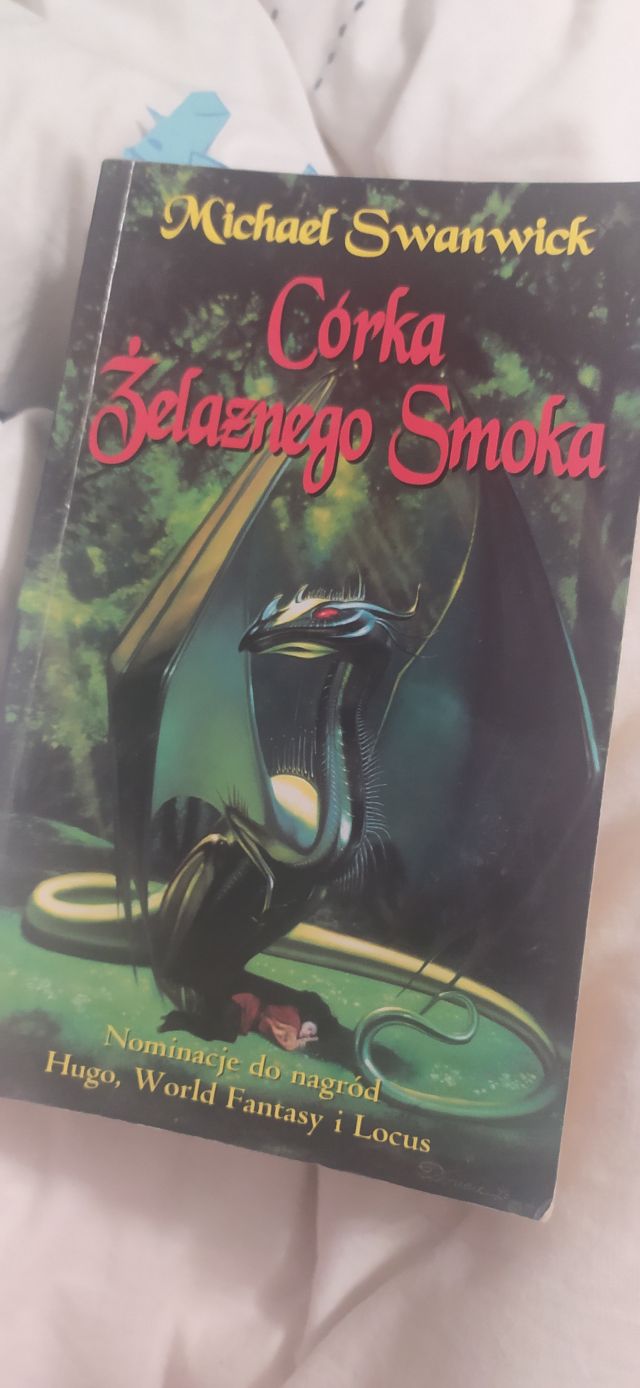 Michael Swanwick
Córka
Żelaznego Smoka
Nominacje do nagród
Hugo, World Fantasy i Locus